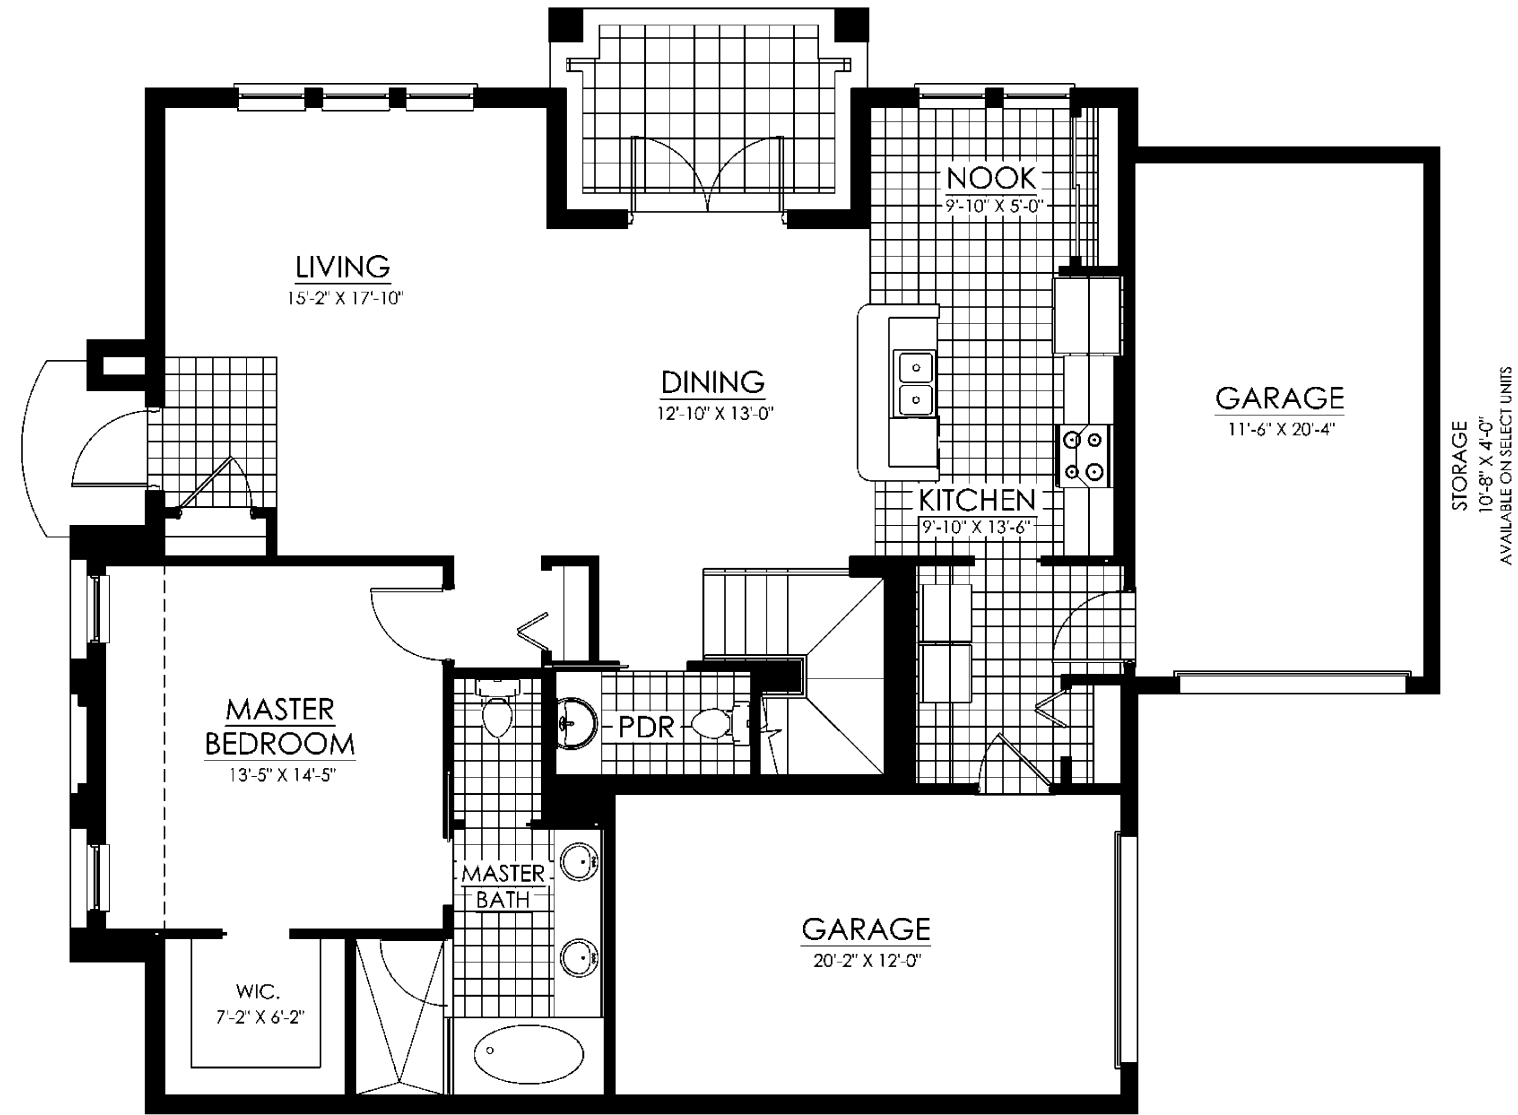 NOOK
9'-10" X 5'-0"
LIVING
15'-2" X 17'-10"
DINING
12'-10" X 13'-0"
GARAGE
11'-6" X 20'-4"
STORAGE
10'-8" X 4'-0"
AVAILABLE ON SELECT UNITS
KITCHEN
9'-10" X 13'-6"
MASTER
BEDROOM
13'-5" X 14'-5"
PDR
MASTER
BATH
GARAGE
20'-2" X 12'-0"
WIC.
7'-2" X 6'-2"